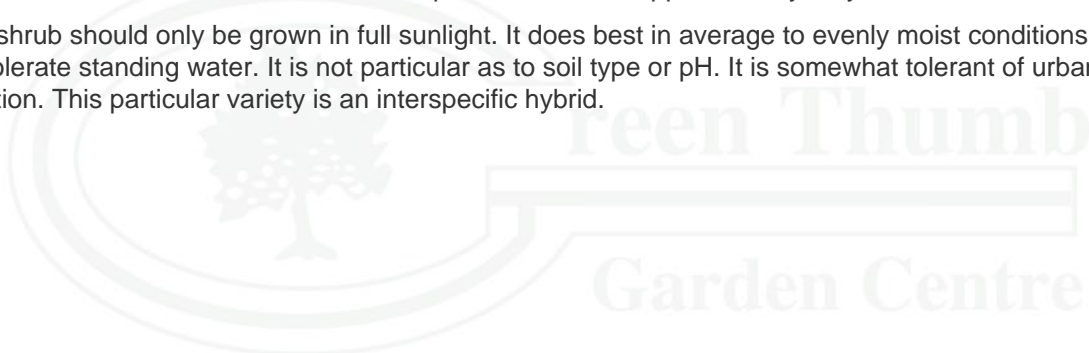 shrub should only be grown in full sunlight. It does best in average to evenly moist conditions
olerate standing water. It is not particular as to soil type or pH. It is somewhat tolerant of urban
tion. This particular variety is an interspecific hybrid.
reen Thumb
Garden Centre